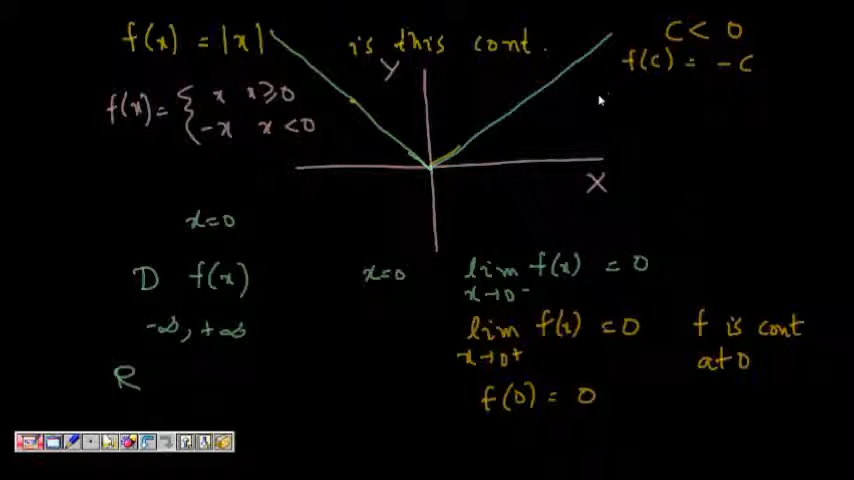 f(x) = |x|
is this cont.
C < 0
f(c) = -c
Y
f(x) = { x x ≥ 0
-x x < 0
X
x=0
D f(x)
-∞, +∞
R
x=0 lim f(x) = 0
x→0⁻
lim f(x) = 0
x→0⁺
f(0) = 0
f is cont
at 0